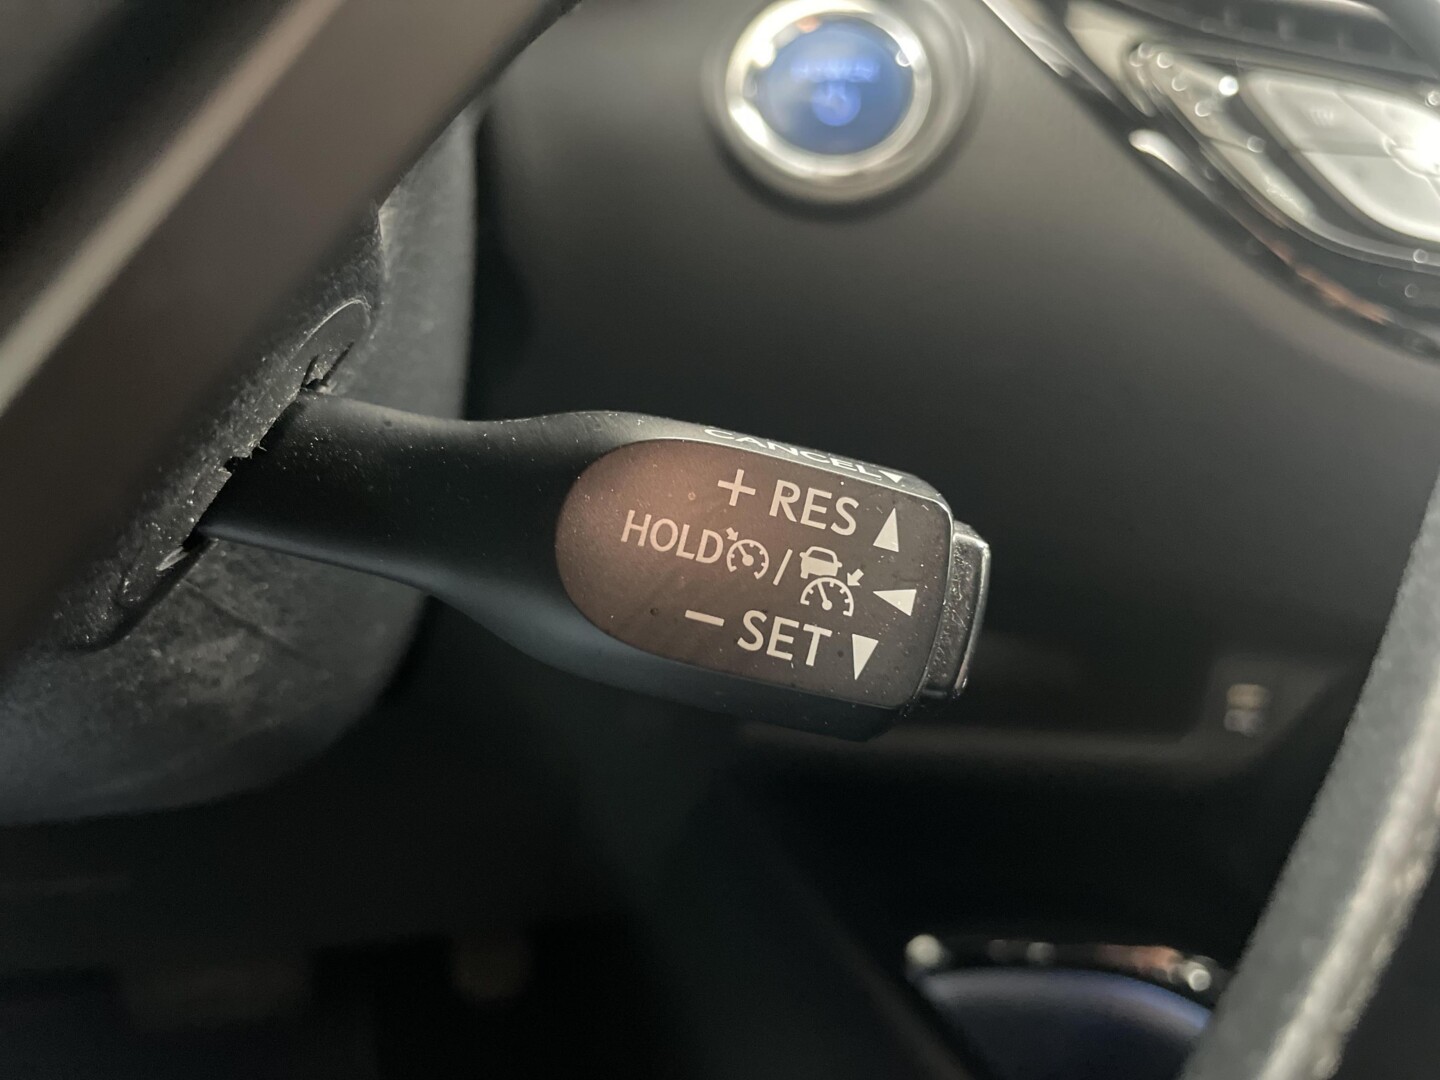 CANCEL▼
+ RES ▲
HOLD /
− SET ▼